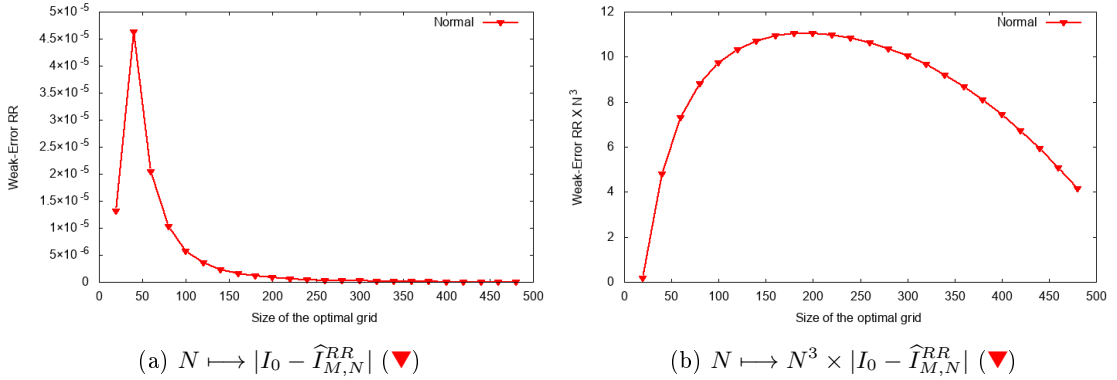 Normal
5×10⁻⁵
4.5×10⁻⁵
4×10⁻⁵
3.5×10⁻⁵
3×10⁻⁵
2.5×10⁻⁵
2×10⁻⁵
1.5×10⁻⁵
1×10⁻⁵
5×10⁻⁶
0
Weak-Error RR
0 50 100 150 200 250 300 350 400 450 500
Size of the optimal grid
(a) N ⟼ |I₀ − Î^{RR}_{M,N}| (▼)
Normal
12
10
8
6
4
2
0
Weak-Error RR X N^3
0 50 100 150 200 250 300 350 400 450 500
Size of the optimal grid
(b) N ⟼ N³ × |I₀ − Î^{RR}_{M,N}| (▼)